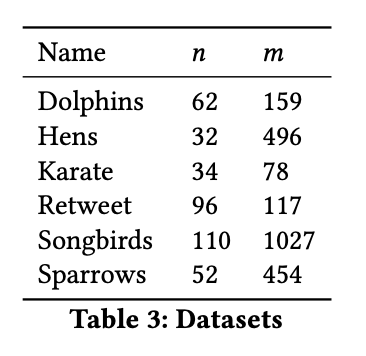 Name n m
Dolphins 62 159
Hens 32 496
Karate 34 78
Retweet 96 117
Songbirds 110 1027
Sparrows 52 454
Table 3: Datasets